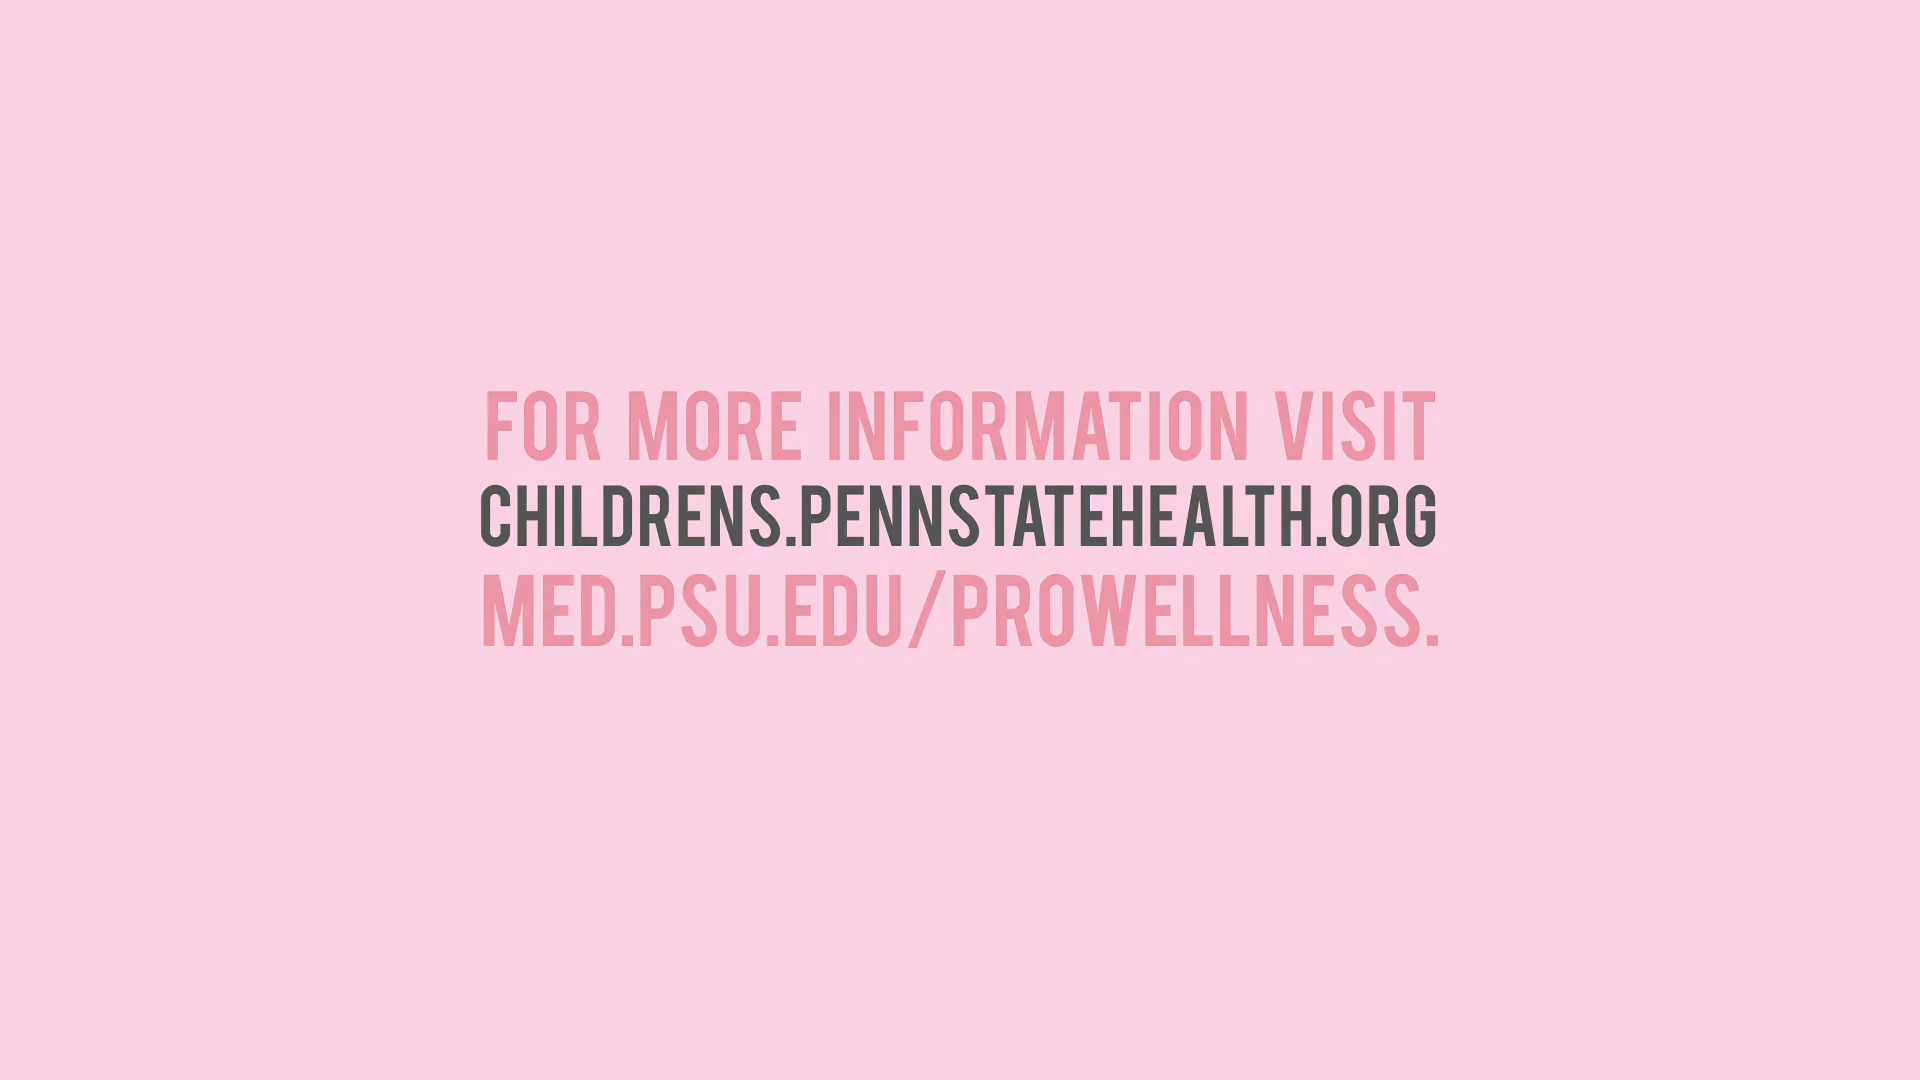 FOR MORE INFORMATION VISIT
CHILDRENS.PENNSTATEHEALTH.ORG
MED.PSU.EDU/PROWELLNESS.